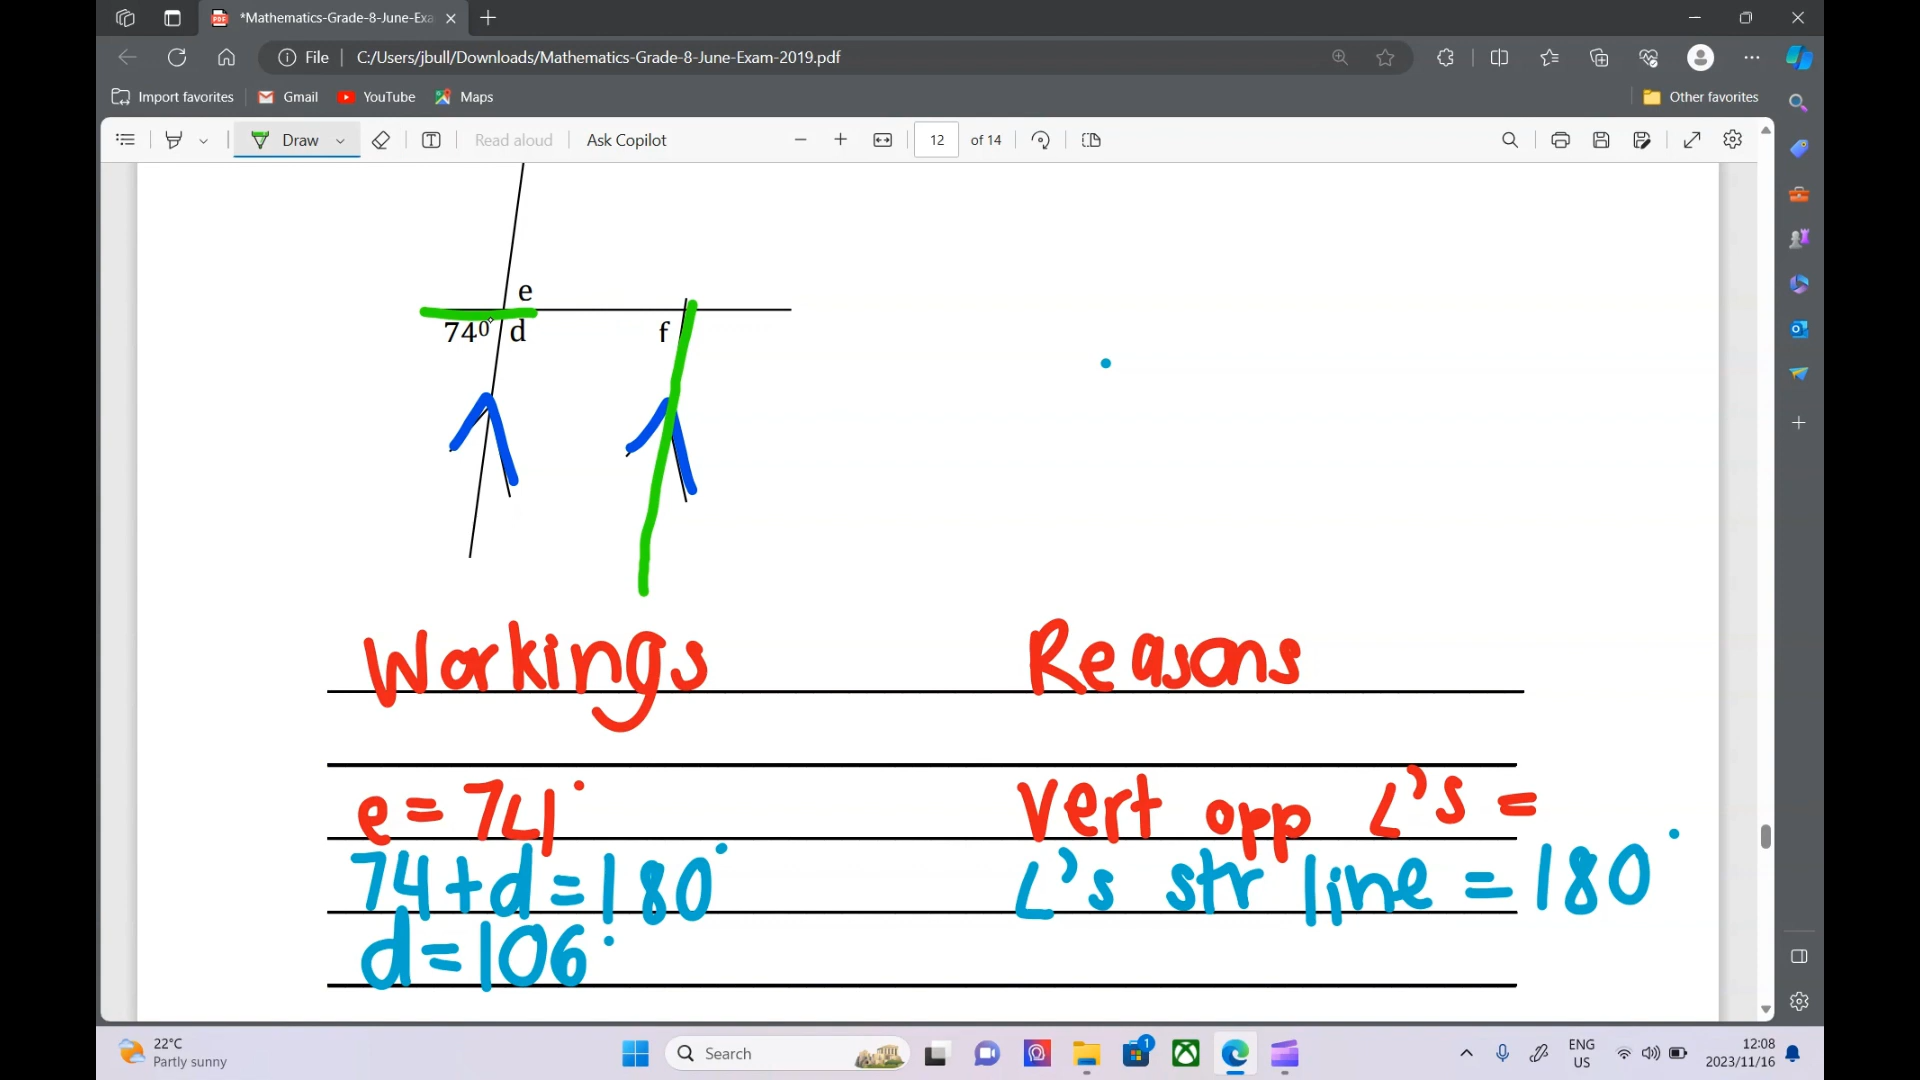 *Mathematics-Grade-8-June-Exa
File C:/Users/jbull/Downloads/Mathematics-Grade-8-June-Exam-2019.pdf
Import favorites Gmail YouTube Maps Other favorites
Draw Read aloud Ask Copilot 12 of 14
e
74⁰ d f
Workings Reasons
e = 74° Vert opp ∠'s =
74 + d = 180° ∠'s str line = 180°
d = 106°
22°C
Partly sunny
Search
1
ENG
US
12:08
2023/11/16